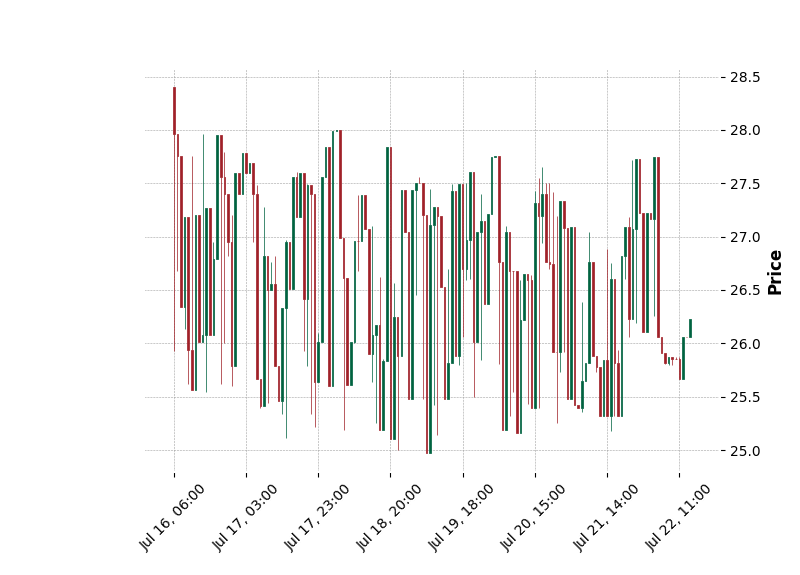 28.5
28.0
27.5
27.0
26.5
26.0
25.5
25.0
Price
Jul 16, 06:00
Jul 17, 03:00
Jul 17, 23:00
Jul 18, 20:00
Jul 19, 18:00
Jul 20, 15:00
Jul 21, 14:00
Jul 22, 11:00